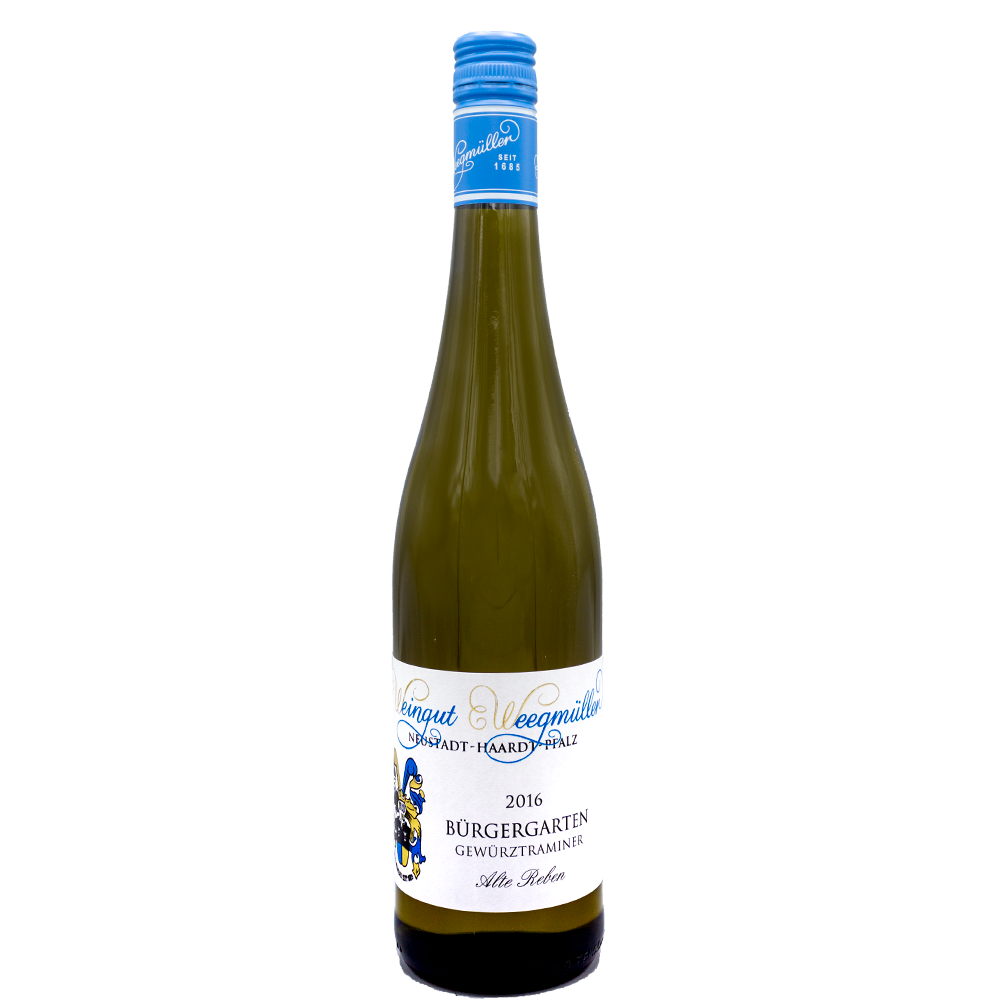 Weegmüller
SEIT
1685
Weingut Weegmüller
NEUSTADT-HAARDT-PFALZ
2016
BÜRGERGARTEN
GEWÜRZTRAMINER
Alte Reben